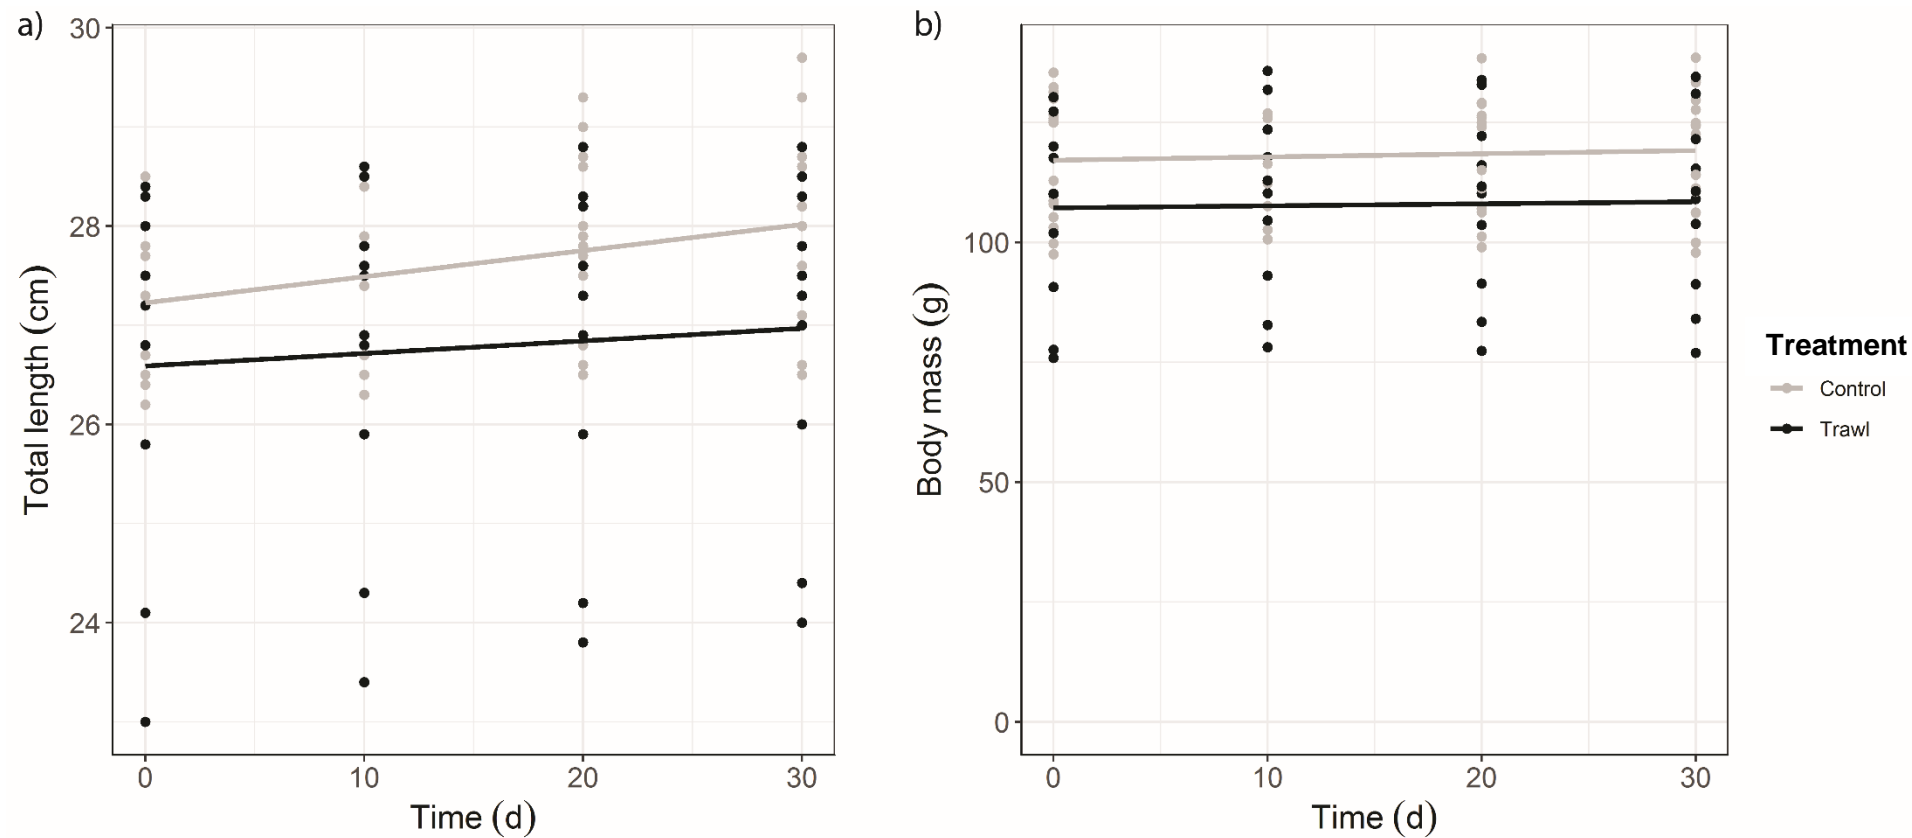 a)
30
28
26
24
Total length (cm)
0 10 20 30
Time (d)
b)
100
50
0
Body mass (g)
0 10 20 30
Time (d)
Treatment
Control
Trawl